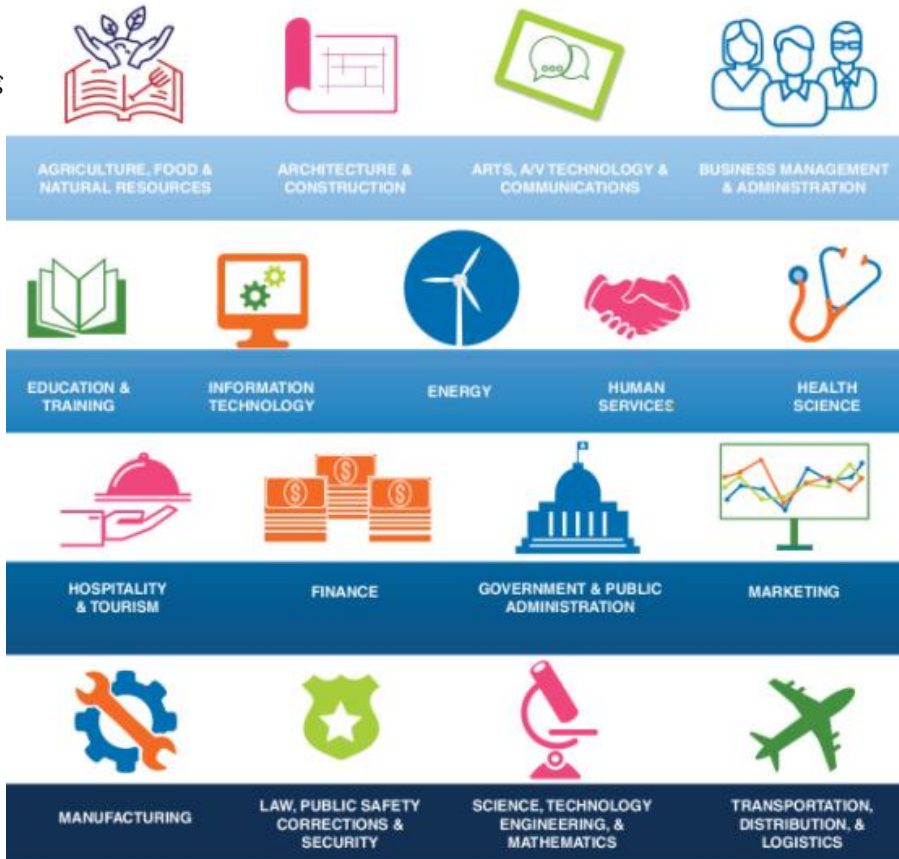 AGRICULTURE, FOOD &
NATURAL RESOURCES
ARCHITECTURE &
CONSTRUCTION
ARTS, A/V TECHNOLOGY &
COMMUNICATIONS
BUSINESS MANAGEMENT
& ADMINISTRATION
EDUCATION &
TRAINING
INFORMATION
TECHNOLOGY
ENERGY
HUMAN
SERVICES
HEALTH
SCIENCE
$
$
$
HOSPITALITY
& TOURISM
FINANCE
GOVERNMENT & PUBLIC
ADMINISTRATION
MARKETING
MANUFACTURING
LAW, PUBLIC SAFETY
CORRECTIONS &
SECURITY
SCIENCE, TECHNOLOGY
ENGINEERING, &
MATHEMATICS
TRANSPORTATION,
DISTRIBUTION, &
LOGISTICS